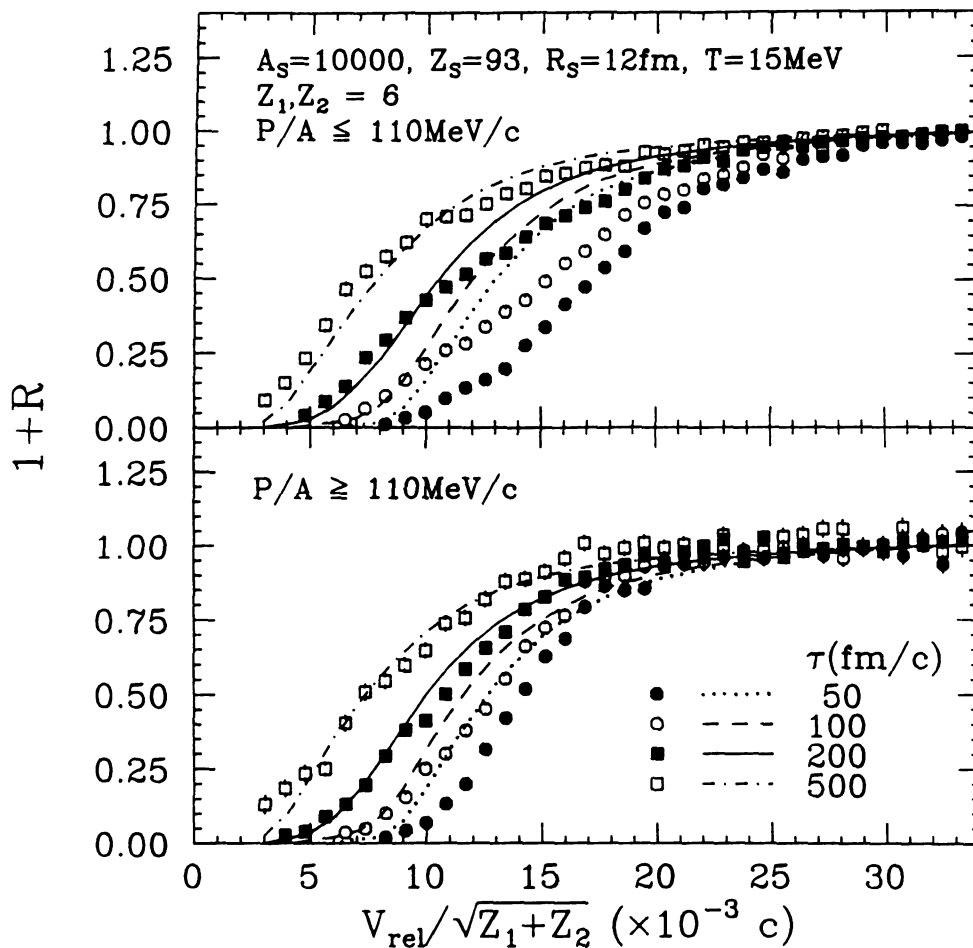 1+R
1.25
1.00
0.75
0.50
0.25
0.00
A_S=10000, Z_S=93, R_S=12fm, T=15MeV
Z_1,Z_2 = 6
P/A ≦ 110MeV/c
1.25
1.00
0.75
0.50
0.25
0.00
P/A ≧ 110MeV/c
τ(fm/c)
50
100
200
500
0 5 10 15 20 25 30
V_rel/√Z_1+Z_2 (×10^-3 c)